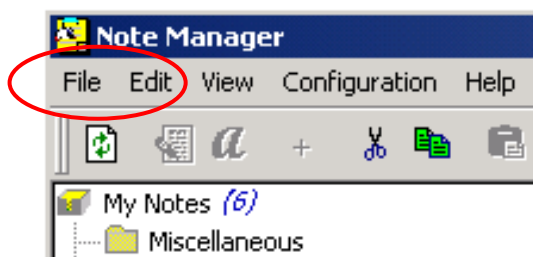 Note Manager
File Edit View Configuration Help
a +
My Notes (6)
Miscellaneous